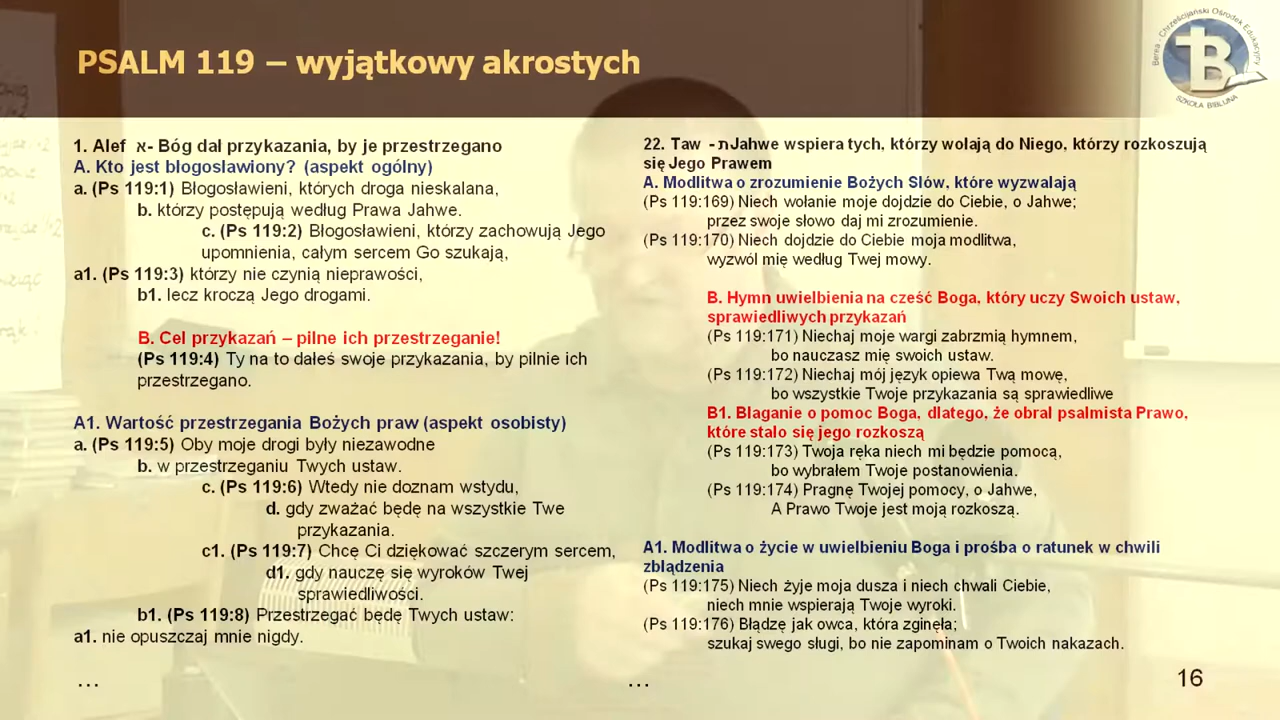 PSALM 119 – wyjątkowy akrostych
Berea - Chrześcijański Ośrodek Edukacyjny
SZKOŁA BIBLIJNA
1. Alef א- Bóg dał przykazania, by je przestrzegano
A. Kto jest błogosławiony? (aspekt ogólny)
a. (Ps 119:1) Błogosławieni, których droga nieskalana,
b. którzy postępują według Prawa Jahwe.
c. (Ps 119:2) Błogosławieni, którzy zachowują Jego
upomnienia, całym sercem Go szukają,
a1. (Ps 119:3) którzy nie czynią nieprawości,
b1. lecz kroczą Jego drogami.
B. Cel przykazań – pilne ich przestrzeganie!
(Ps 119:4) Ty na to dałeś swoje przykazania, by pilnie ich
przestrzegano.
A1. Wartość przestrzegania Bożych praw (aspekt osobisty)
a. (Ps 119:5) Oby moje drogi były niezawodne
b. w przestrzeganiu Twych ustaw.
c. (Ps 119:6) Wtedy nie doznam wstydu,
d. gdy zważać będę na wszystkie Twe
przykazania.
c1. (Ps 119:7) Chcę Ci dziękować szczerym sercem,
d1. gdy nauczę się wyroków Twej
sprawiedliwości.
b1. (Ps 119:8) Przestrzegać będę Twych ustaw:
a1. nie opuszczaj mnie nigdy.
…
22. Taw -תJahwe wspiera tych, którzy wołają do Niego, którzy rozkoszują
się Jego Prawem
A. Modlitwa o zrozumienie Bożych Słów, które wyzwalają
(Ps 119:169) Niech wołanie moje dojdzie do Ciebie, o Jahwe;
przez swoje słowo daj mi zrozumienie.
(Ps 119:170) Niech dojdzie do Ciebie moja modlitwa,
wyzwól mię według Twej mowy.
B. Hymn uwielbienia na cześć Boga, który uczy Swoich ustaw,
sprawiedliwych przykazań
(Ps 119:171) Niechaj moje wargi zabrzmią hymnem,
bo nauczasz mię swoich ustaw.
(Ps 119:172) Niechaj mój język opiewa Twą mowę,
bo wszystkie Twoje przykazania są sprawiedliwe
B1. Błaganie o pomoc Boga, dlatego, że obrał psalmista Prawo,
które stało się jego rozkoszą
(Ps 119:173) Twoja ręka niech mi będzie pomocą,
bo wybrałem Twoje postanowienia.
(Ps 119:174) Pragnę Twojej pomocy, o Jahwe,
A Prawo Twoje jest moją rozkoszą.
A1. Modlitwa o życie w uwielbieniu Boga i prośba o ratunek w chwili
zbłądzenia
(Ps 119:175) Niech żyje moja dusza i niech chwali Ciebie,
niech mnie wspierają Twoje wyroki.
(Ps 119:176) Błądzę jak owca, która zginęła;
szukaj swego sługi, bo nie zapominam o Twoich nakazach.
…
16